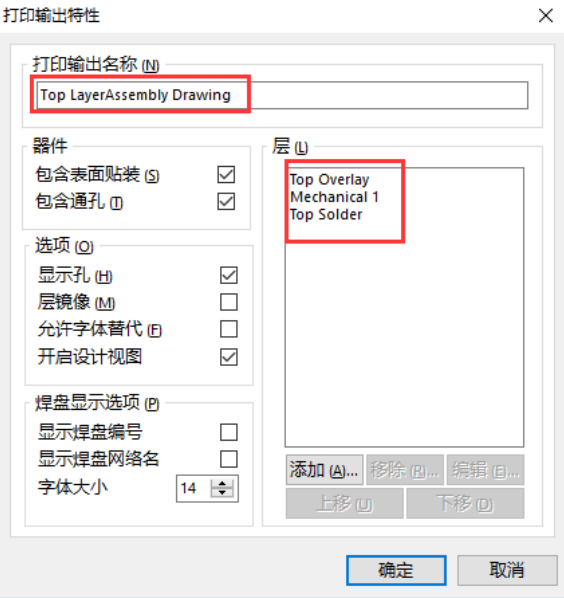 打印输出特性
打印输出名称 (N)
Top LayerAssembly Drawing
器件
包含表面贴装 (S)
包含通孔 (T)
选项 (O)
显示孔 (H)
层镜像 (M)
允许字体替代 (F)
开启设计视图
焊盘显示选项 (P)
显示焊盘编号
显示焊盘网络名
字体大小
14
层 (L)
Top Overlay
Mechanical 1
Top Solder
添加 (A)... 移除 (R)... 编辑 (E)...
上移 (U) 下移 (D)
确定 取消